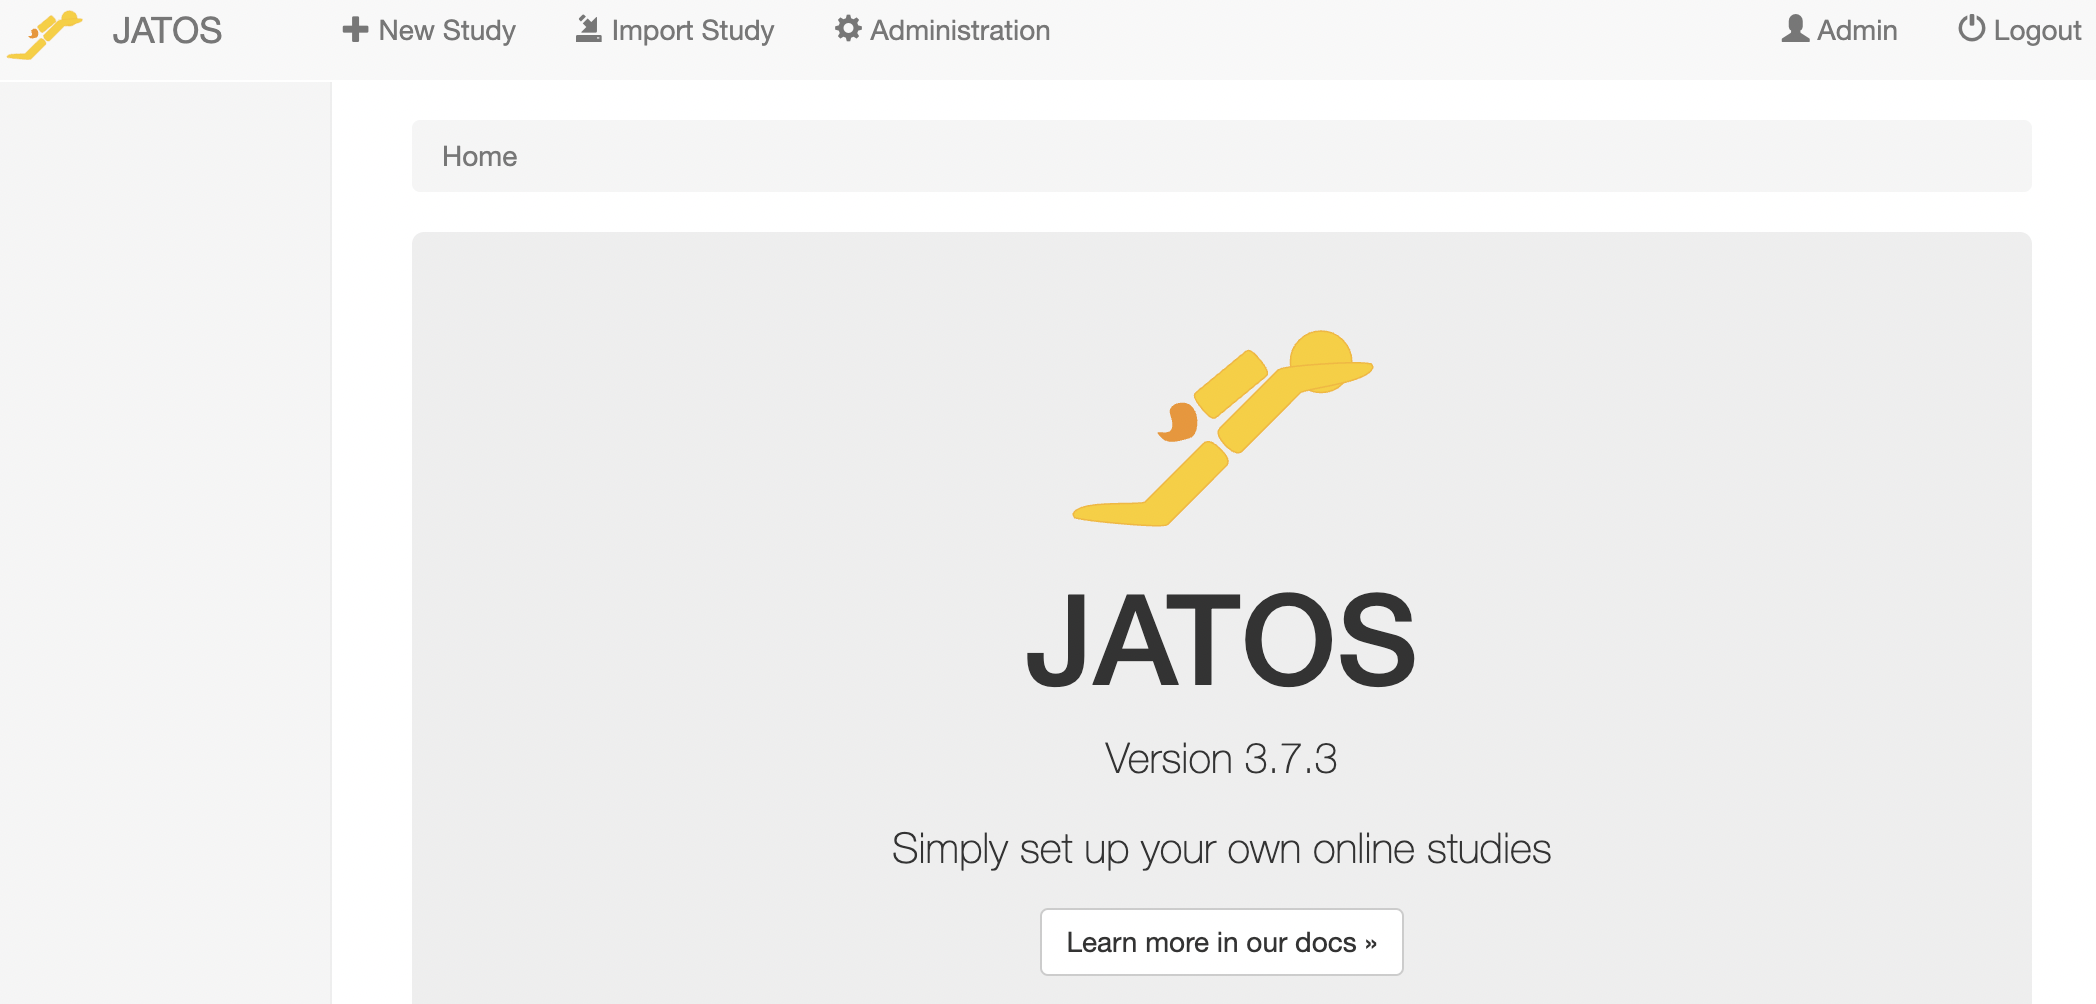 JATOS New Study Import Study Administration Admin Logout
Home
JATOS
Version 3.7.3
Simply set up your own online studies
Learn more in our docs »